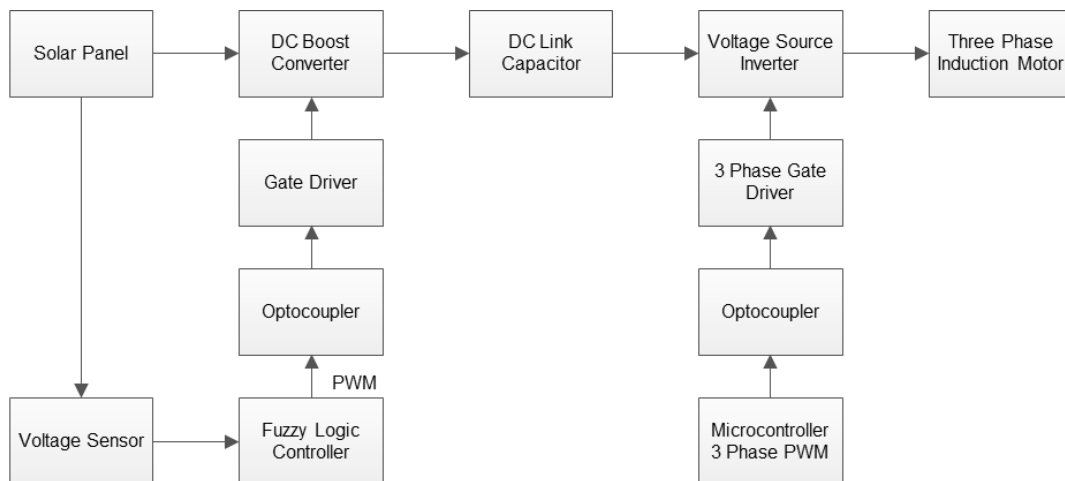 Solar Panel
DC Boost
Converter
DC Link
Capacitor
Voltage Source
Inverter
Three Phase
Induction Motor
Gate Driver
3 Phase Gate
Driver
Optocoupler
Optocoupler
PWM
Voltage Sensor
Fuzzy Logic
Controller
Microcontroller
3 Phase PWM